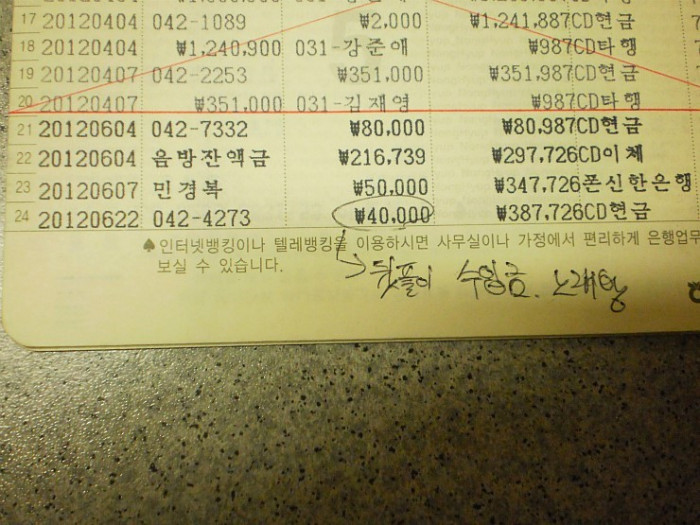 17 20120404 042-1089 ₩2,000 ₩1,241,887CD현금
18 20120404 ₩1,240,900 031-강준애 ₩987CD타행
19 20120407 042-2253 ₩351,000 ₩351,987CD현금
20 20120407 ₩351,000 031-김재영 ₩987CD타행
21 20120604 042-7332 ₩80,000 ₩80,987CD현금
22 20120604 음방잔액금 ₩216,739 ₩297,726CD이체
23 20120607 민경복 ₩50,000 ₩347,726폰신한은행
24 20120622 042-4273 ₩40,000 ₩387,726CD현금
♠인터넷뱅킹이나 텔레뱅킹을 이용하시면 사무실이나 가정에서 편리하게 은행업무
보실 수 있습니다.
뒷풀이 수입금. 노래방